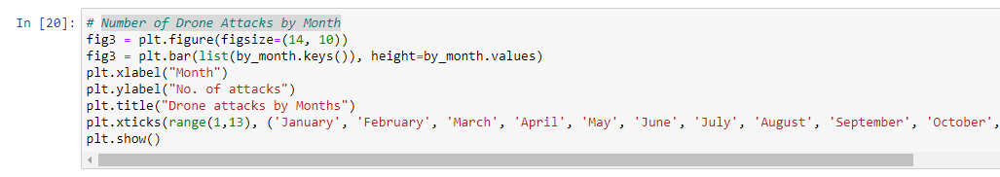 In [20]: # Number of Drone Attacks by Month
fig3 = plt.figure(figsize=(14, 10))
fig3 = plt.bar(list(by_month.keys()), height=by_month.values)
plt.xlabel("Month")
plt.ylabel("No. of attacks")
plt.title("Drone attacks by Months")
plt.xticks(range(1,13), ('January', 'February', 'March', 'April', 'May', 'June', 'July', 'August', 'September', 'October',
plt.show()